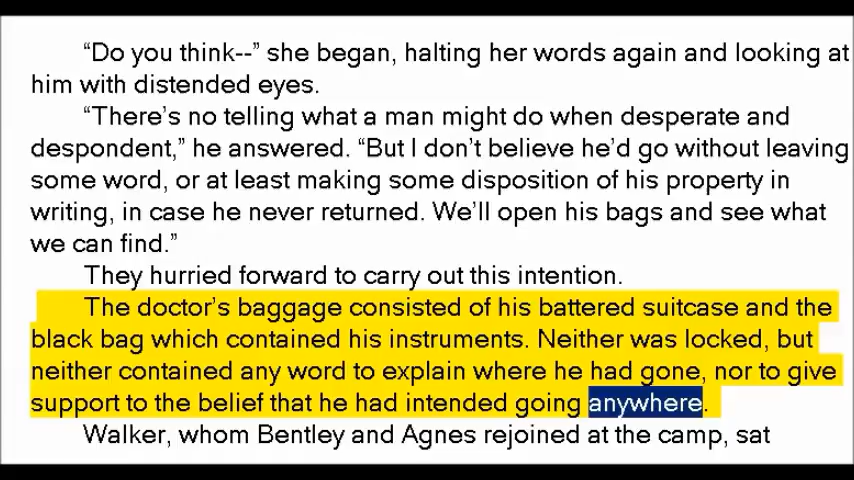 “Do you think--” she began, halting her words again and looking at
him with distended eyes.
“There’s no telling what a man might do when desperate and
despondent,” he answered. “But I don’t believe he’d go without leaving
some word, or at least making some disposition of his property in
writing, in case he never returned. We’ll open his bags and see what
we can find.”
They hurried forward to carry out this intention.
The doctor’s baggage consisted of his battered suitcase and the
black bag which contained his instruments. Neither was locked, but
neither contained any word to explain where he had gone, nor to give
support to the belief that he had intended going anywhere.
Walker, whom Bentley and Agnes rejoined at the camp, sat